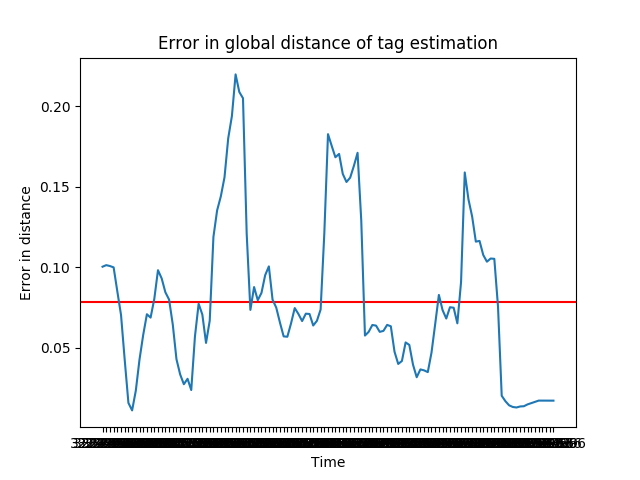 Error in global distance of tag estimation
0.20
0.15
0.10
0.05
Error in distance
Time